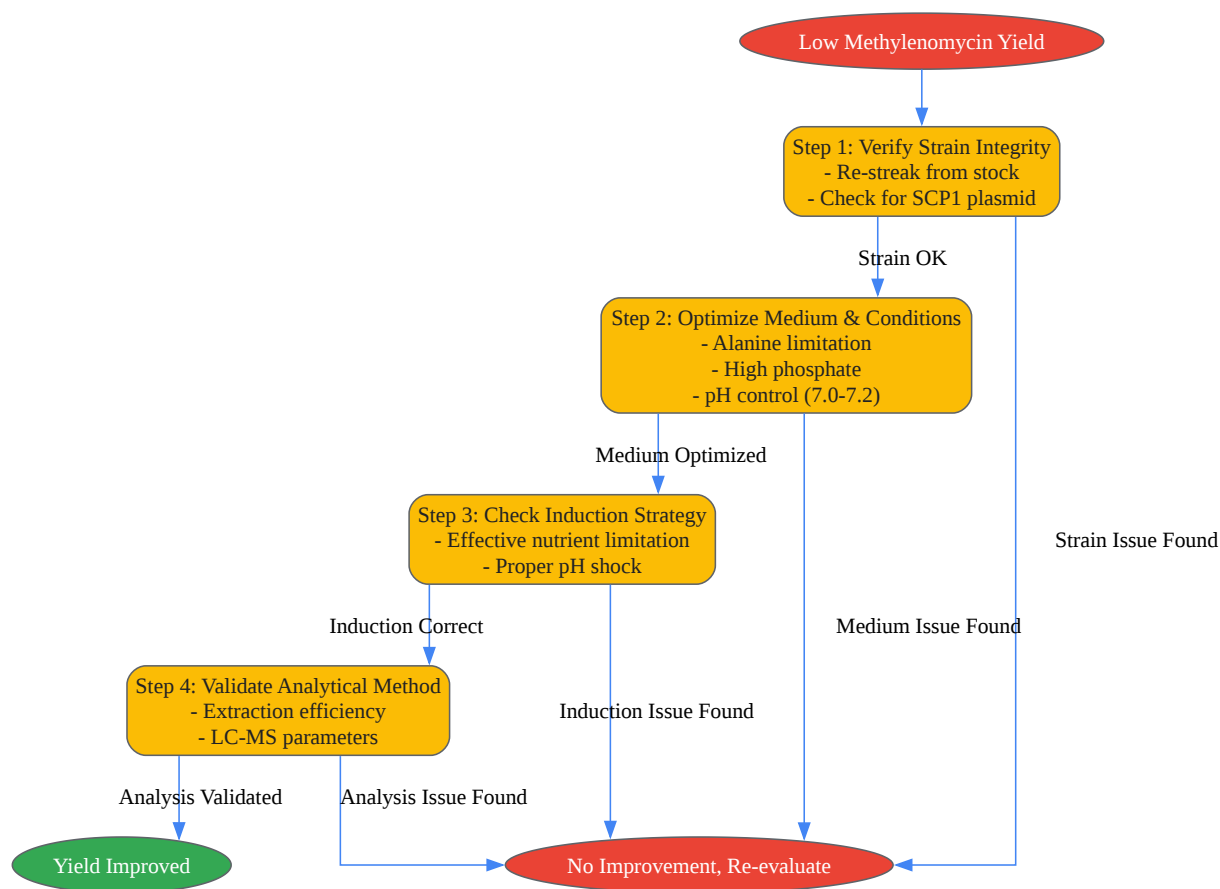 Low Methylenomycin Yield
Step 1: Verify Strain Integrity
- Re-streak from stock
- Check for SCP1 plasmid
Strain OK
Step 2: Optimize Medium & Conditions
- Alanine limitation
- High phosphate
- pH control (7.0-7.2)
Medium Optimized
Step 3: Check Induction Strategy
- Effective nutrient limitation
- Proper pH shock
Strain Issue Found
Induction Correct
Medium Issue Found
Step 4: Validate Analytical Method
- Extraction efficiency
- LC-MS parameters
Induction Issue Found
Analysis Validated
Analysis Issue Found
Yield Improved
No Improvement, Re-evaluate